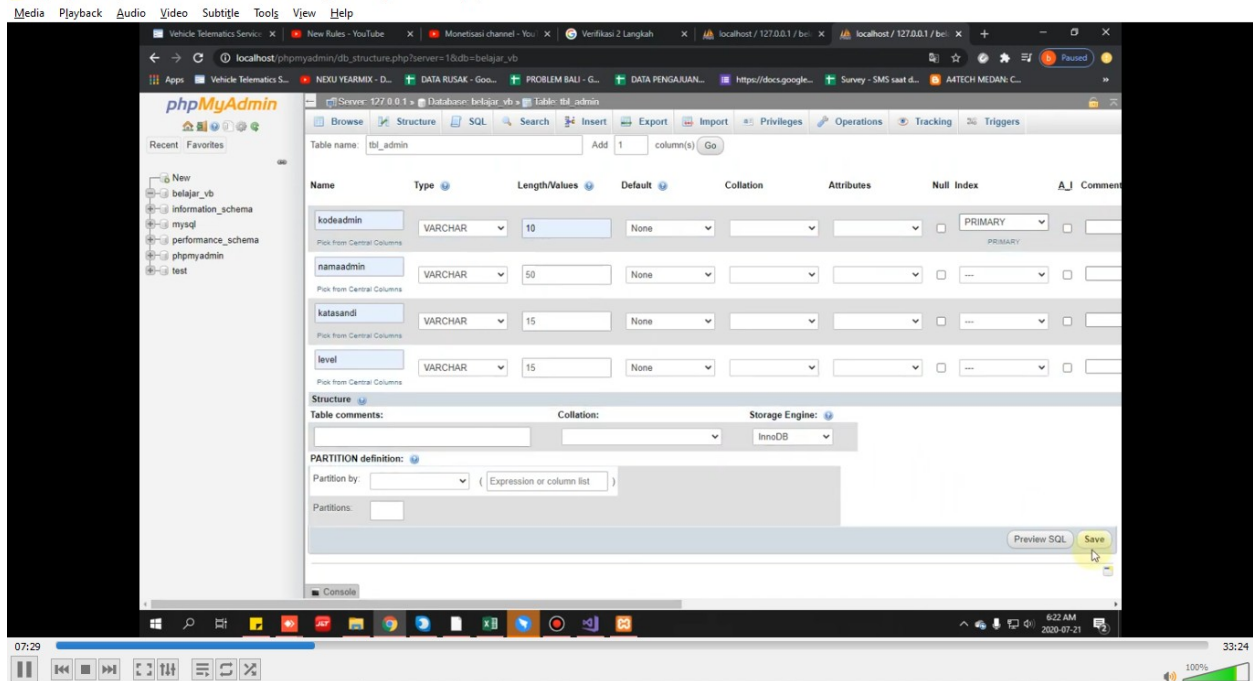 Media Playback Audio Video Subtitle Tools View Help
Vehicle Telematics Service New Rules - YouTube Monetisasi channel - You Verifikasi 2 Langkah localhost / 127.0.0.1 / bel localhost / 127.0.0.1 / bel
localhost/phpmyadmin/db_structure.php?server=1&db=belajar_vb Paused
Apps Vehicle Telematics S... NEXU YEARMIX - D... DATA RUSAK - Goo... PROBLEM BALI - G... DATA PENGAJUAN... https://docs.google... Survey - SMS saat d... A4TECH MEDAN: C... »
phpMyAdmin
Recent Favorites
New
belajar_vb
information_schema
mysql
performance_schema
phpmyadmin
test
Server: 127.0.0.1 » Database: belajar_vb » Table: tbl_admin
Browse Structure SQL Search Insert Export Import Privileges Operations Tracking Triggers
Table name: tbl_admin Add 1 column(s) Go
Name Type Length/Values Default Collation Attributes Null Index A_I Comment
kodeadmin VARCHAR 10 None PRIMARY
Pick from Central Columns PRIMARY
namaadmin VARCHAR 50 None ---
Pick from Central Columns
katasandi VARCHAR 15 None ---
Pick from Central Columns
level VARCHAR 15 None ---
Pick from Central Columns
Structure
Table comments: Collation: Storage Engine:
InnoDB
PARTITION definition:
Partition by: ( Expression or column list )
Partitions:
Preview SQL Save
Console
6:22 AM
2020-07-21
07:29 33:24
100%